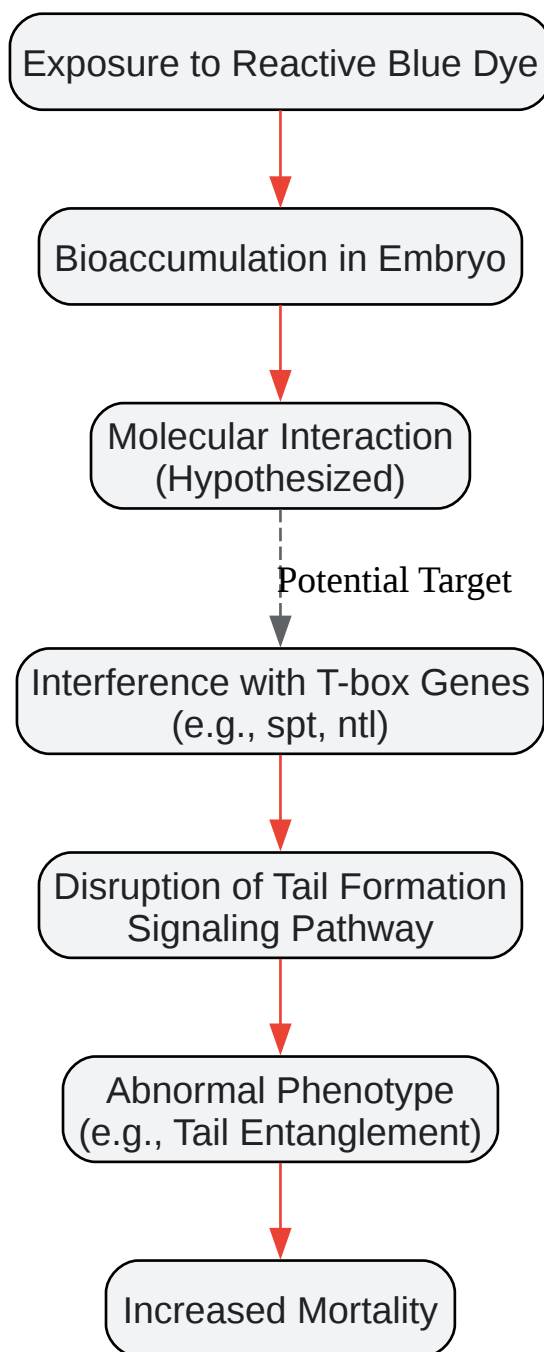 Exposure to Reactive Blue Dye
Bioaccumulation in Embryo
Molecular Interaction
(Hypothesized)
Potential Target
Interference with T-box Genes
(e.g., spt, ntl)
Disruption of Tail Formation
Signaling Pathway
Abnormal Phenotype
(e.g., Tail Entanglement)
Increased Mortality